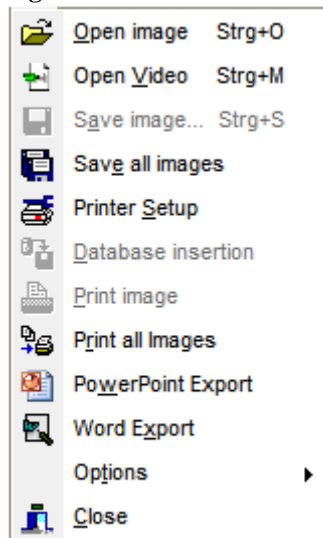 Open image Strg+O
Open Video Strg+M
Save image... Strg+S
Save all images
Printer Setup
Database insertion
Print image
Print all Images
PowerPoint Export
Word Export
Options
Close